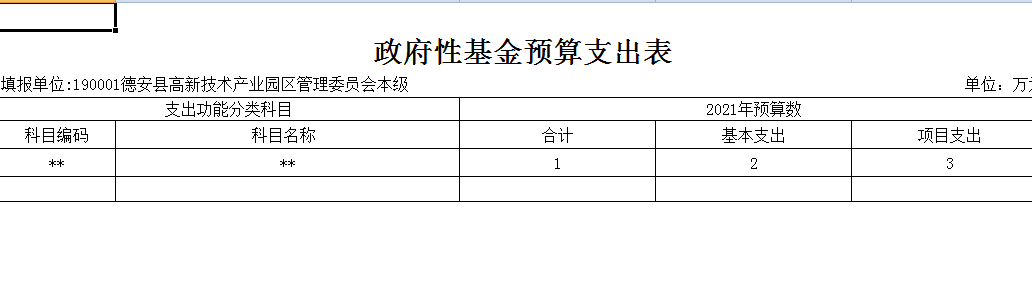 政府性基金预算支出表
填报单位:190001德安县高新技术产业园区管理委员会本级 单位：万
支出功能分类科目 2021年预算数
科目编码 科目名称 合计 基本支出 项目支出
** ** 1 2 3